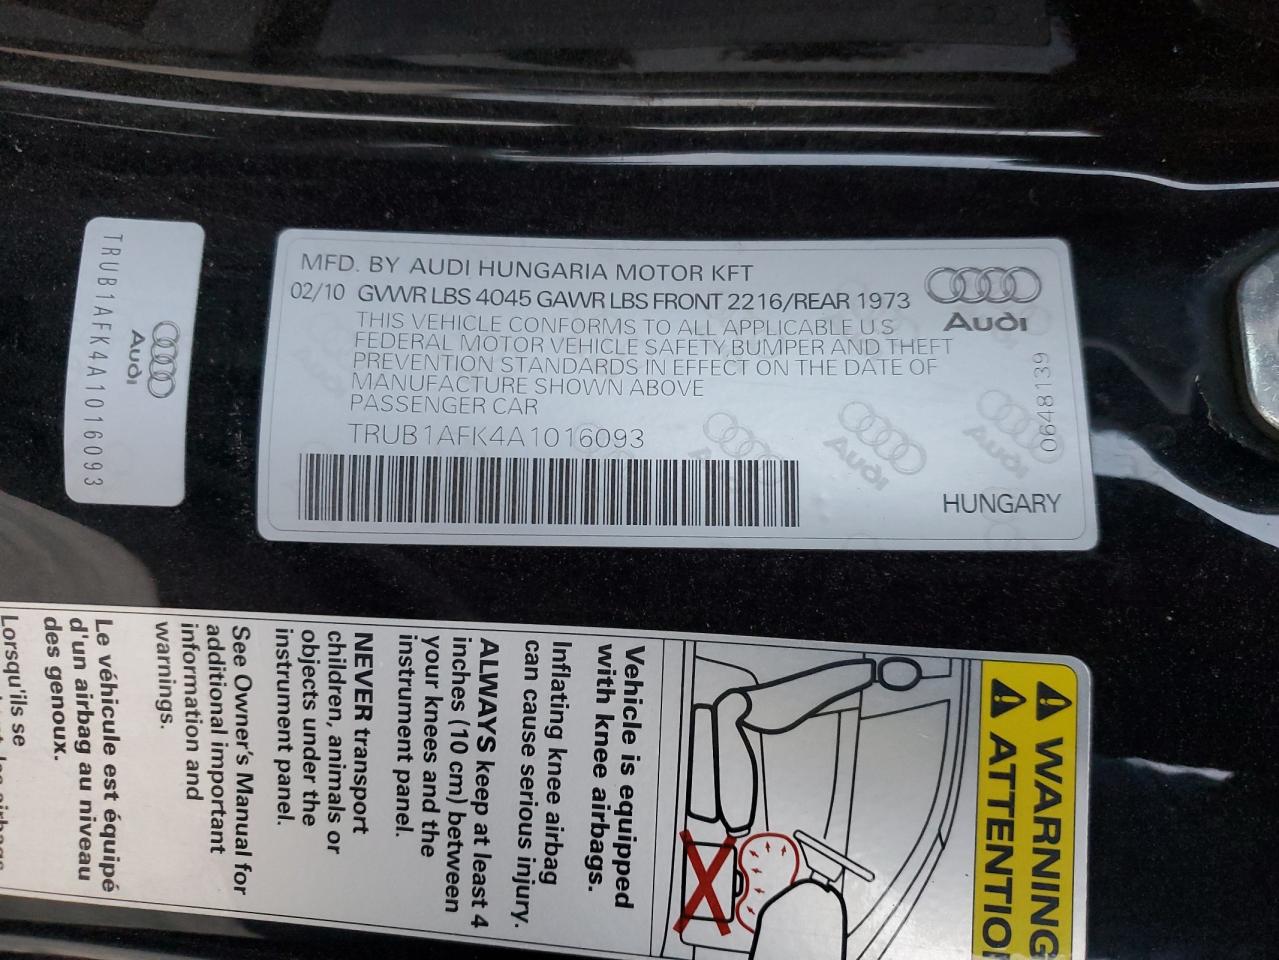 TRUB1AFK4A1016093
Audi
MFD. BY AUDI HUNGARIA MOTOR KFT
02/10 GVWR LBS 4045 GAWR LBS FRONT 2216/REAR 1973
THIS VEHICLE CONFORMS TO ALL APPLICABLE U.S.
FEDERAL MOTOR VEHICLE SAFETY,BUMPER AND THEFT
PREVENTION STANDARDS IN EFFECT ON THE DATE OF
MANUFACTURE SHOWN ABOVE
PASSENGER CAR
TRUB1AFK4A1016093
Audi
0648139
Audi
Audi
HUNGARY
WARNING
ATTENTION
Vehicle is equipped
with knee airbags.
Inflating knee airbag
can cause serious injury.
ALWAYS keep at least 4
inches (10 cm) between
your knees and the
instrument panel.
NEVER transport
children, animals or
objects under the
instrument panel.
See Owner's Manual for
additional important
information and
warnings.
Le véhicule est équipé
d'un airbag au niveau
des genoux.
Lorsqu'ils se